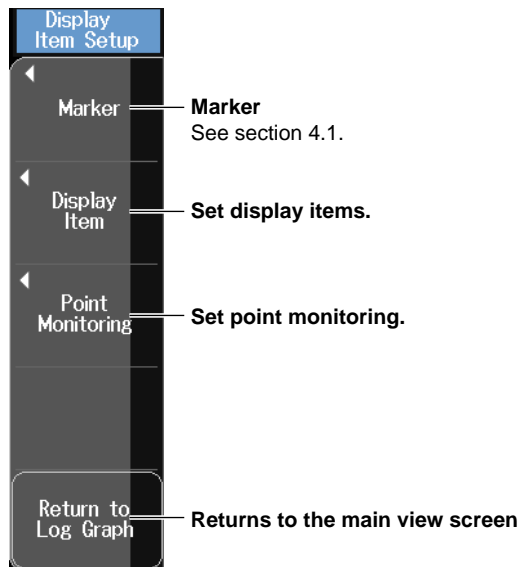 Display
Item Setup
Marker
Marker
See section 4.1.
Display
Item
Set display items.
Point
Monitoring
Set point monitoring.
Return to
Log Graph
Returns to the main view screen